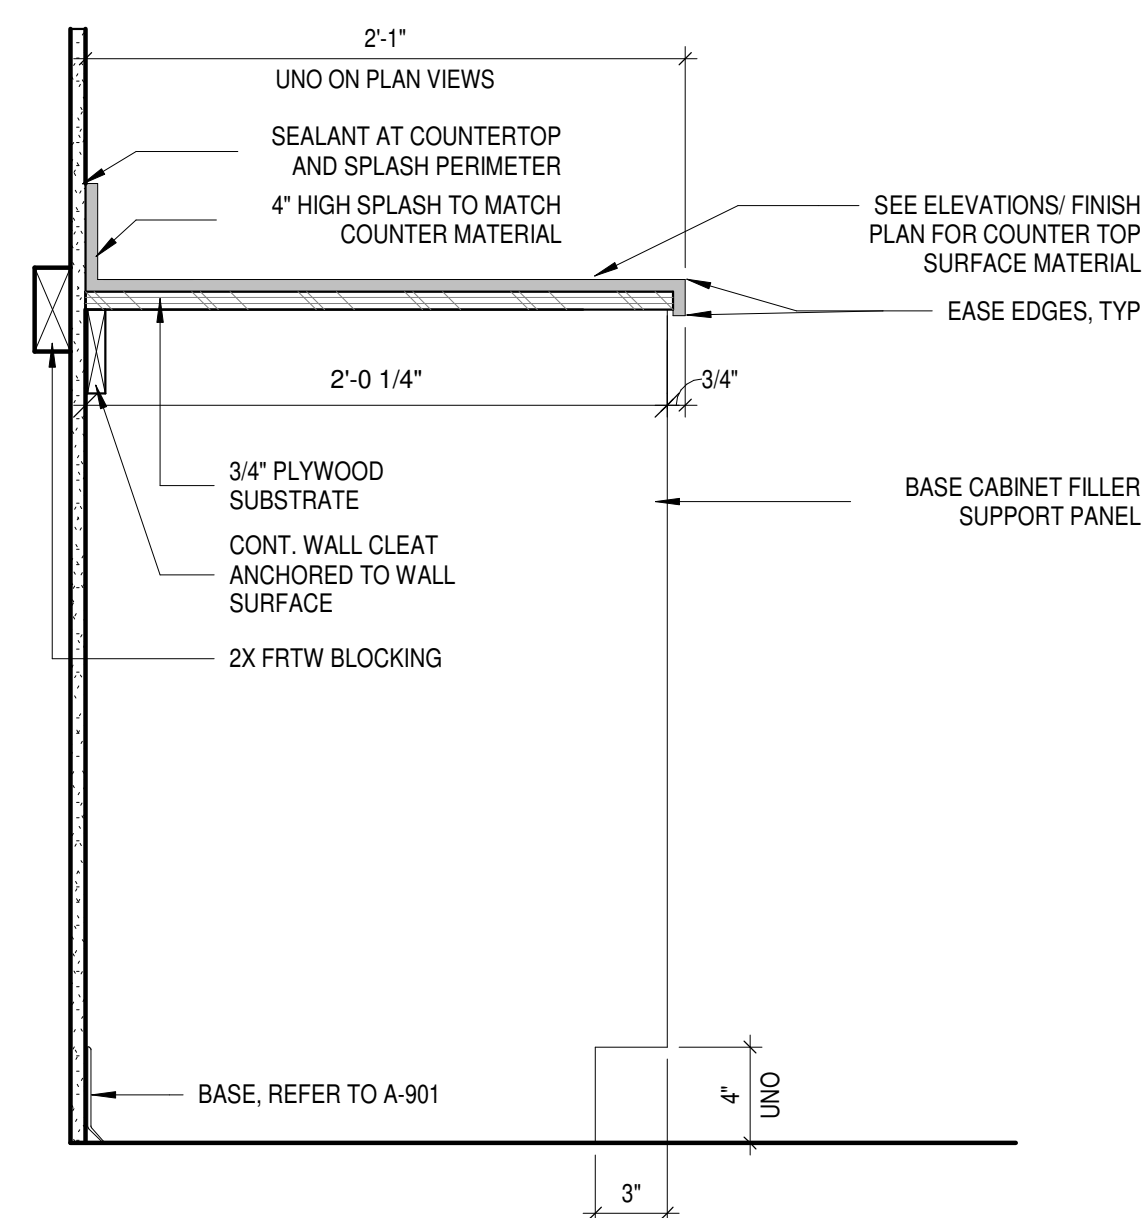 2'-1"
UNO ON PLAN VIEWS
SEALANT AT COUNTERTOP
AND SPLASH PERIMETER
4" HIGH SPLASH TO MATCH
COUNTER MATERIAL
SEE ELEVATIONS/ FINISH
PLAN FOR COUNTER TOP
SURFACE MATERIAL
EASE EDGES, TYP
2'-0 1/4"
3/4"
3/4" PLYWOOD
SUBSTRATE
BASE CABINET FILLER
SUPPORT PANEL
CONT. WALL CLEAT
ANCHORED TO WALL
SURFACE
2X FRTW BLOCKING
BASE, REFER TO A-901
4"
UNO
3"